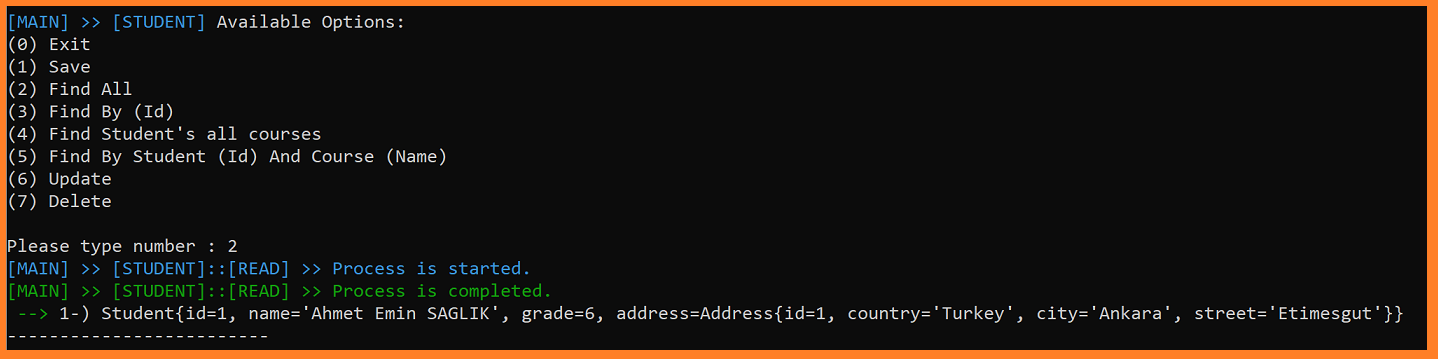 [MAIN] >> [STUDENT] Available Options:
(0) Exit
(1) Save
(2) Find All
(3) Find By (Id)
(4) Find Student's all courses
(5) Find By Student (Id) And Course (Name)
(6) Update
(7) Delete
Please type number : 2
[MAIN] >> [STUDENT]::[READ] >> Process is started.
[MAIN] >> [STUDENT]::[READ] >> Process is completed.
--> 1-) Student{id=1, name='Ahmet Emin SAGLIK', grade=6, address=Address{id=1, country='Turkey', city='Ankara', street='Etimesgut'}}
-------------------------